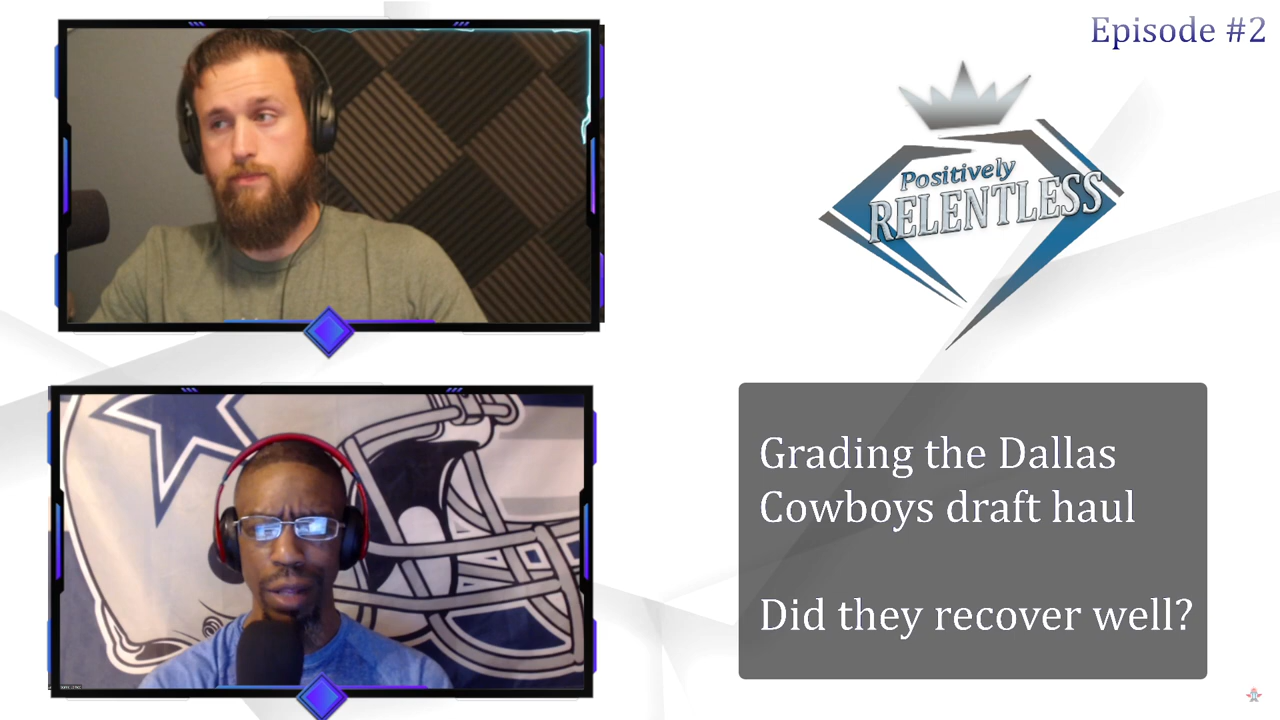 Episode #2
Positively
RELENTLESS
Grading the Dallas
Cowboys draft haul
Did they recover well?